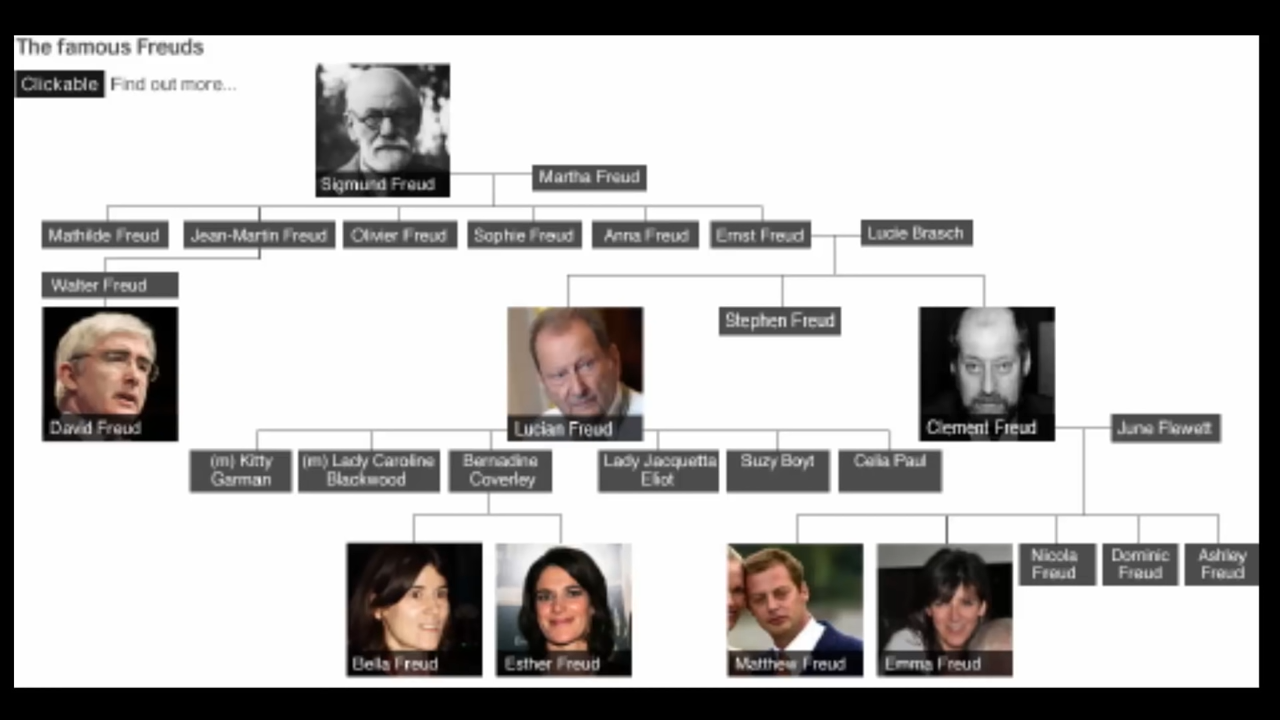 The famous Freuds
Clickable Find out more...
Sigmund Freud
Martha Freud
Mathilde Freud
Jean-Martin Freud
Olivier Freud
Sophie Freud
Anna Freud
Ernst Freud
Lucie Brasch
Walter Freud
David Freud
Lucian Freud
Stephen Freud
Clement Freud
June Flewett
(m) Kitty
Garman
(m) Lady Caroline
Blackwood
Bernadine
Coverley
Lady Jacquetta
Eliot
Suzy Boyt
Celia Paul
Bella Freud
Esther Freud
Matthew Freud
Emma Freud
Nicola
Freud
Dominic
Freud
Ashley
Freud